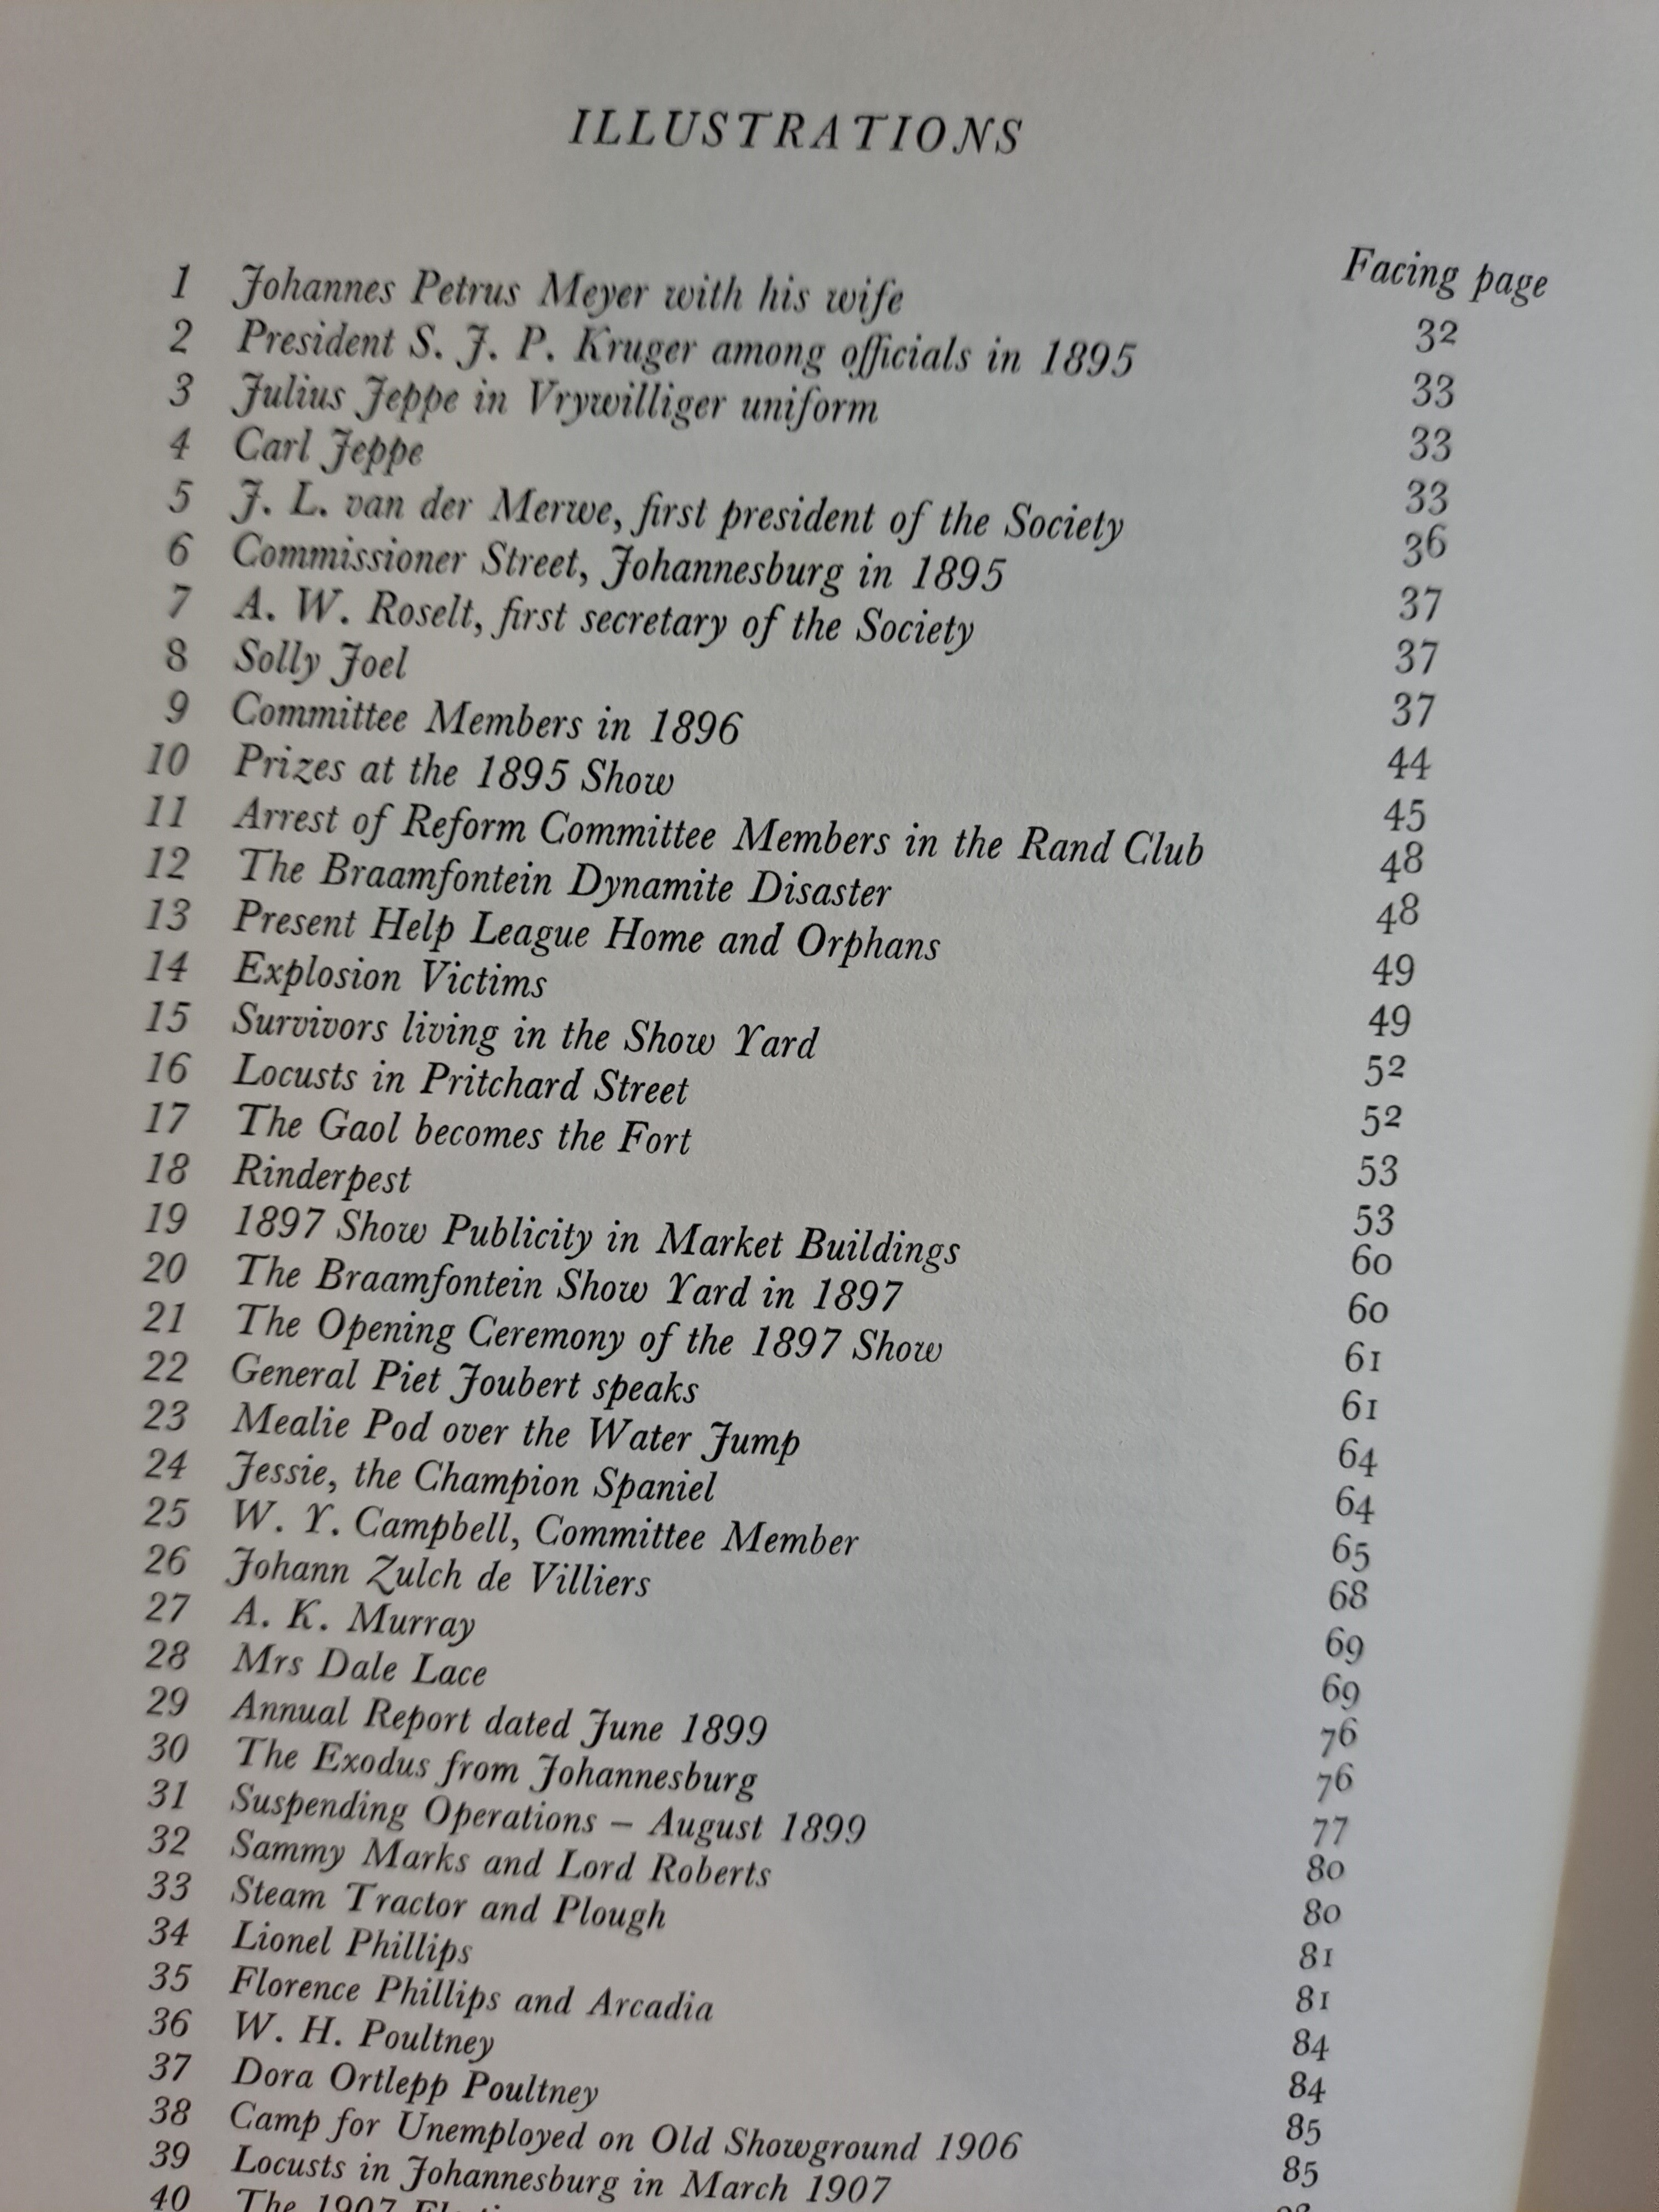 ILLUSTRATIONS
Facing page
1 Johannes Petrus Meyer with his wife 32
2 President S. J. P. Kruger among officials in 1895 33
3 Julius Jeppe in Vrywilliger uniform 33
4 Carl Jeppe 33
5 J. L. van der Merwe, first president of the Society 36
6 Commissioner Street, Johannesburg in 1895 37
7 A. W. Roselt, first secretary of the Society 37
8 Solly Joel 37
9 Committee Members in 1896 44
10 Prizes at the 1895 Show 45
11 Arrest of Reform Committee Members in the Rand Club 48
12 The Braamfontein Dynamite Disaster 48
13 Present Help League Home and Orphans 49
14 Explosion Victims 49
15 Survivors living in the Show Yard 52
16 Locusts in Pritchard Street 52
17 The Gaol becomes the Fort 53
18 Rinderpest 53
19 1897 Show Publicity in Market Buildings 60
20 The Braamfontein Show Yard in 1897 60
21 The Opening Ceremony of the 1897 Show 61
22 General Piet Joubert speaks 61
23 Mealie Pod over the Water Jump 64
24 Jessie, the Champion Spaniel 64
25 W. Y. Campbell, Committee Member 65
26 Johann Zulch de Villiers 68
27 A. K. Murray 69
28 Mrs Dale Lace 69
29 Annual Report dated June 1899 76
30 The Exodus from Johannesburg 76
31 Suspending Operations – August 1899 77
32 Sammy Marks and Lord Roberts 80
33 Steam Tractor and Plough 80
34 Lionel Phillips 81
35 Florence Phillips and Arcadia 81
36 W. H. Poultney 84
37 Dora Ortlepp Poultney 84
38 Camp for Unemployed on Old Showground 1906 85
39 Locusts in Johannesburg in March 1907 85
40 The 1907